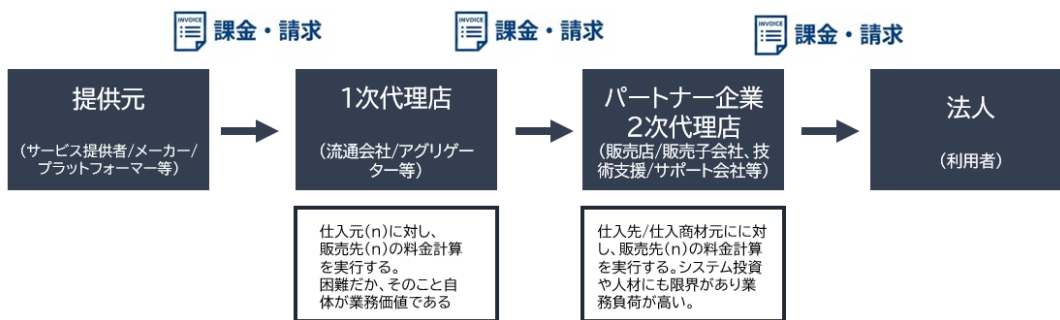 INVOICE
課金・請求
INVOICE
課金・請求
INVOICE
課金・請求
提供元
(サービス提供者/メーカー/
プラットフォーマー等)
1次代理店
(流通会社/アグリゲー
ター等)
パートナー企業
2次代理店
(販売店/販売子会社、技
術支援/サポート会社等)
法人
(利用者)
仕入元(n)に対し、
販売先(n)の料金計算
を実行する。
困難だか、そのこと自
体が業務価値である
仕入先/仕入商材元にに対
し、販売先(n)の料金計算
を実行する。システム投資
や人材にも限界があり業
務負荷が高い。